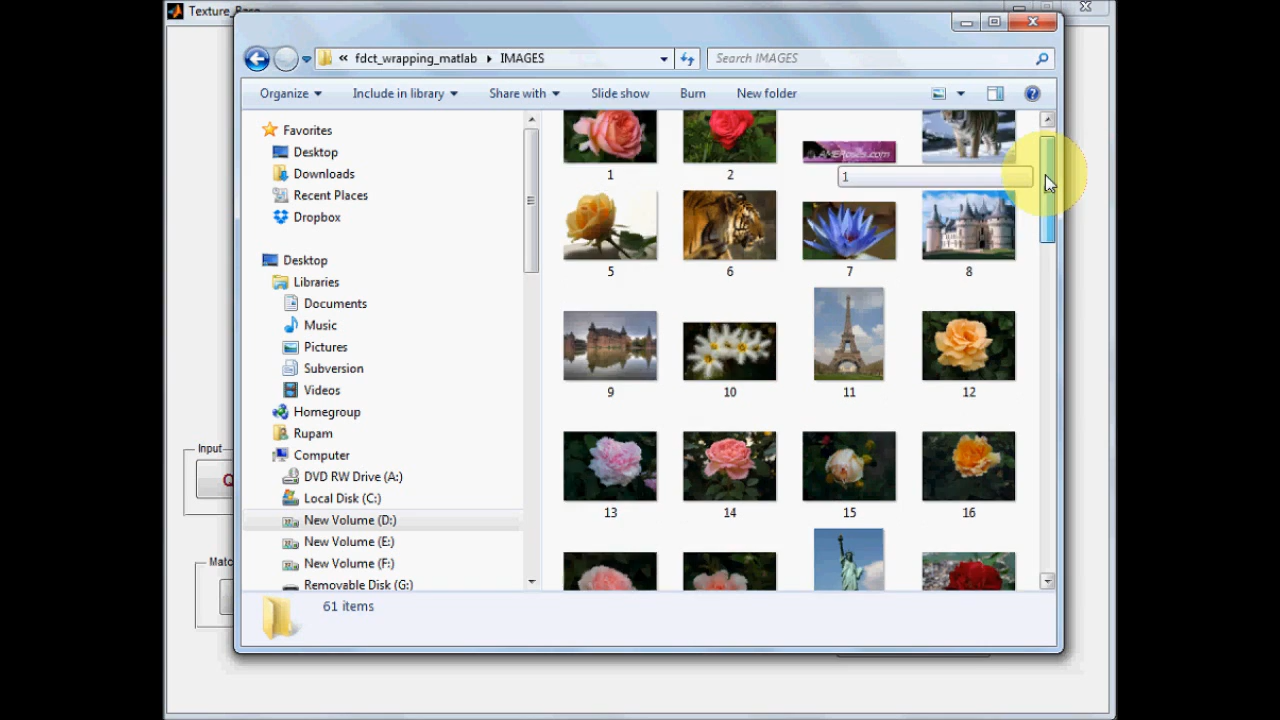 Texture_Base
fdct_wrapping_matlab IMAGES
Search IMAGES
Organize Include in library Share with Slide show Burn New folder
Favorites
Desktop
Downloads
Recent Places
Dropbox
Desktop
Libraries
Documents
Music
Pictures
Subversion
Videos
Homegroup
Rupam
Computer
DVD RW Drive (A:)
Local Disk (C:)
New Volume (D:)
New Volume (E:)
New Volume (F:)
Removable Disk (G:)
AMERoses.com
1 2
1
5 6 7 8
9 10 11 12
13 14 15 16
Input
Q
Matc
61 items